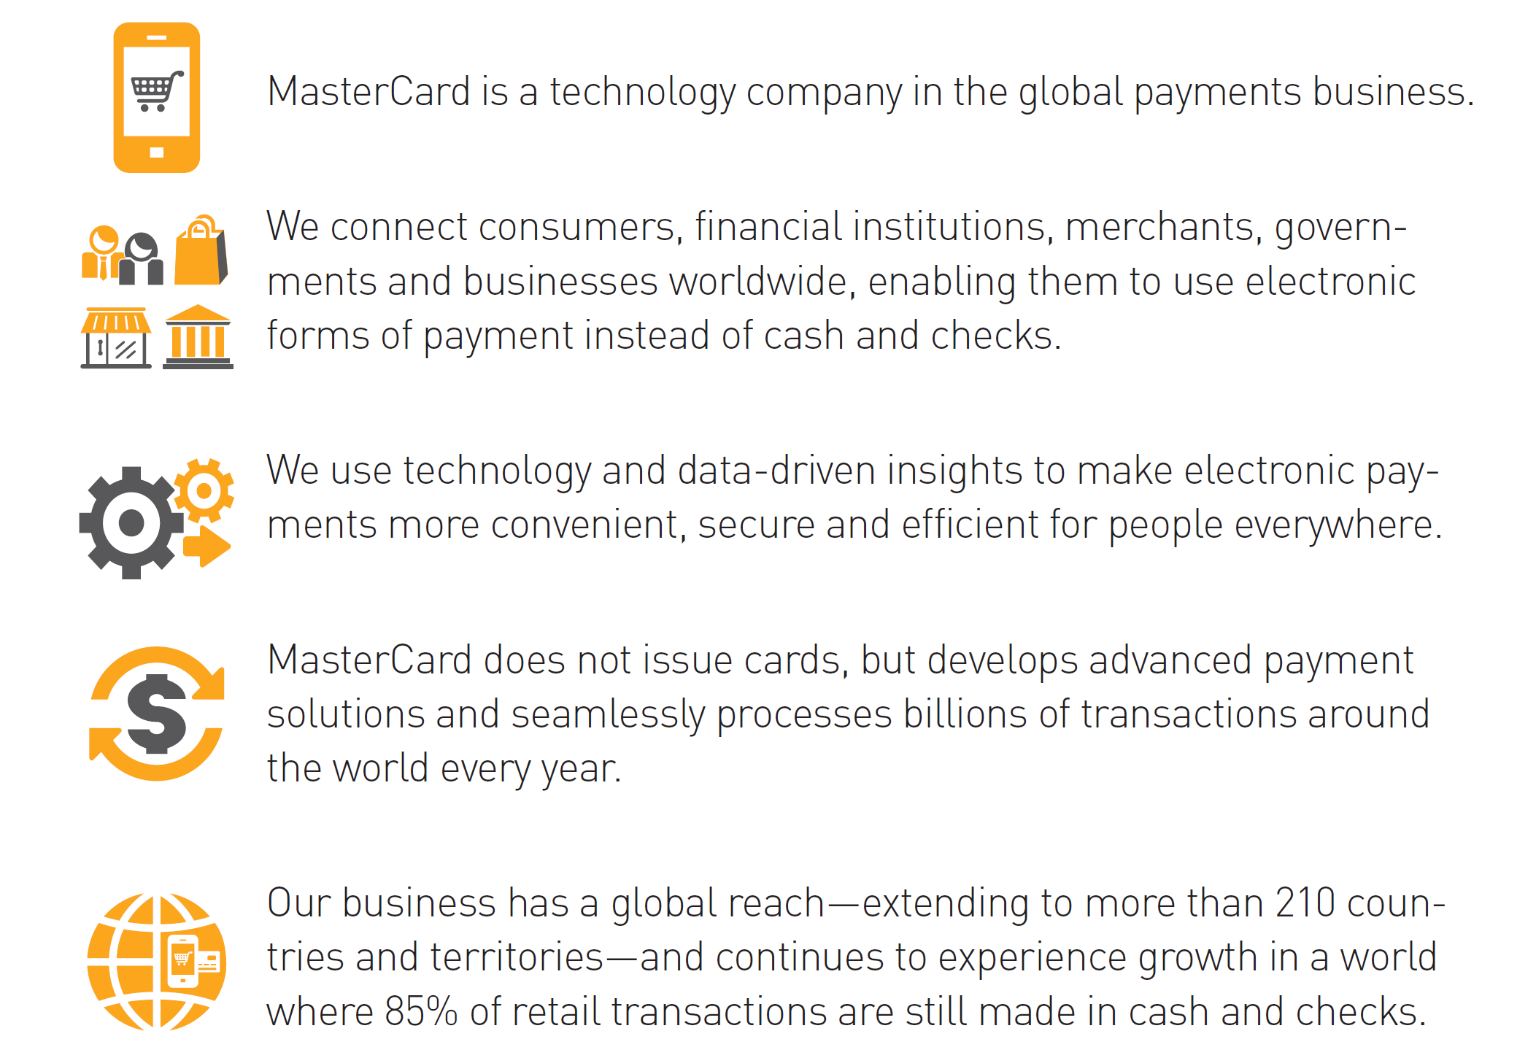 MasterCard is a technology company in the global payments business.
We connect consumers, financial institutions, merchants, govern-
ments and businesses worldwide, enabling them to use electronic
forms of payment instead of cash and checks.
We use technology and data-driven insights to make electronic pay-
ments more convenient, secure and efficient for people everywhere.
$
MasterCard does not issue cards, but develops advanced payment
solutions and seamlessly processes billions of transactions around
the world every year.
Our business has a global reach—extending to more than 210 coun-
tries and territories—and continues to experience growth in a world
where 85% of retail transactions are still made in cash and checks.